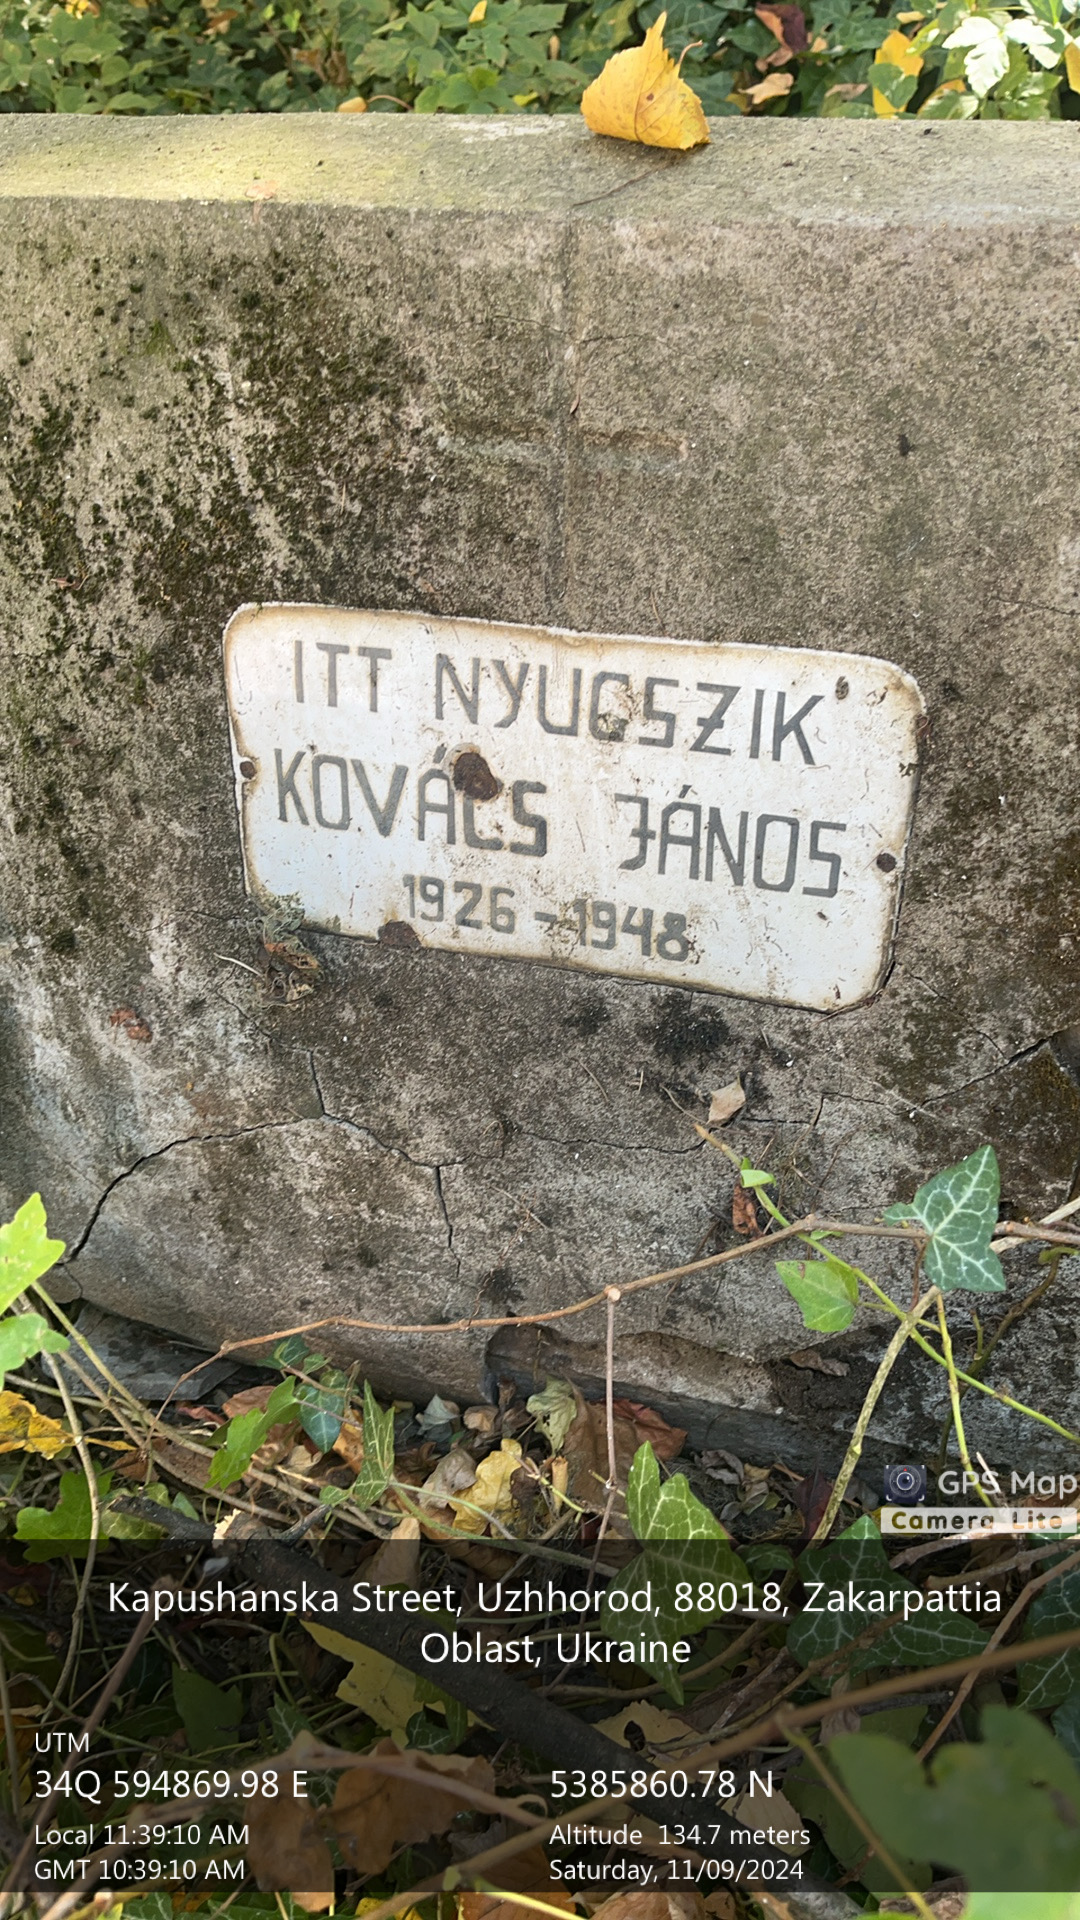 ITT NYUGSZIK
KOVÁCS JÁNOS
1926 - 1948
GPS Map
Camera Lite
Kapushanska Street, Uzhhorod, 88018, Zakarpattia
Oblast, Ukraine
UTM
34Q 594869.98 E
5385860.78 N
Local 11:39:10 AM
Altitude 134.7 meters
GMT 10:39:10 AM
Saturday, 11/09/2024